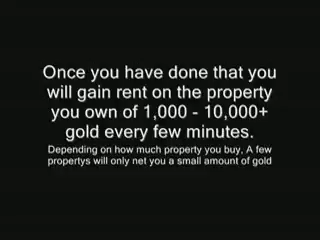 Once you have done that you
will gain rent on the property
you own of 1,000 - 10,000+
gold every few minutes.
Depending on how much property you buy, A few
propertys will only net you a small amount of gold